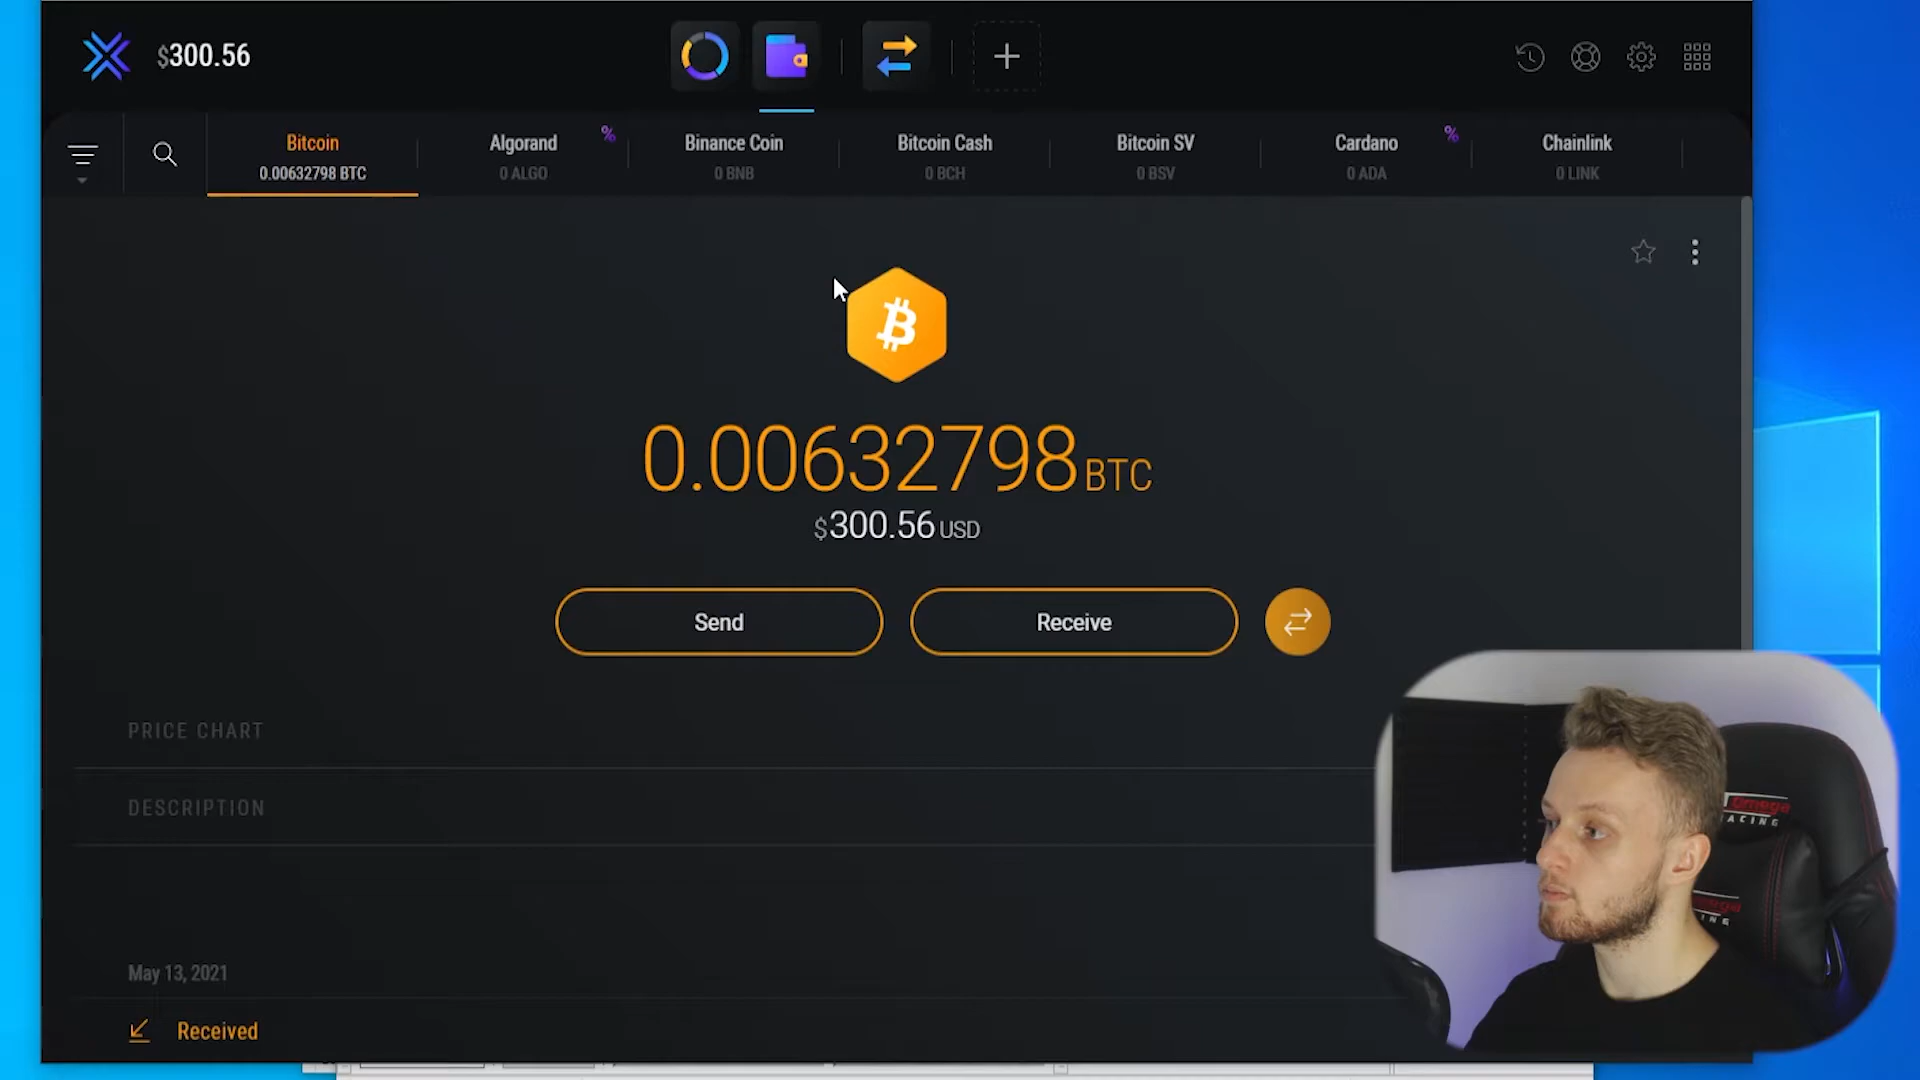 $300.56
Bitcoin
0.00632798 BTC
Algorand
%
0 ALGO
Binance Coin
0 BNB
Bitcoin Cash
0 BCH
Bitcoin SV
0 BSV
Cardano
%
0 ADA
Chainlink
0 LINK
0.00632798 BTC
$300.56 USD
Send
Receive
PRICE CHART
DESCRIPTION
May 13, 2021
Received
omega
ACING